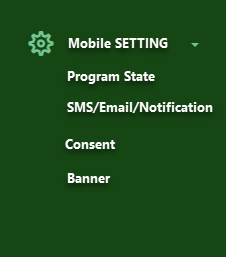 Mobile SETTING
Program State
SMS/Email/Notification
Consent
Banner